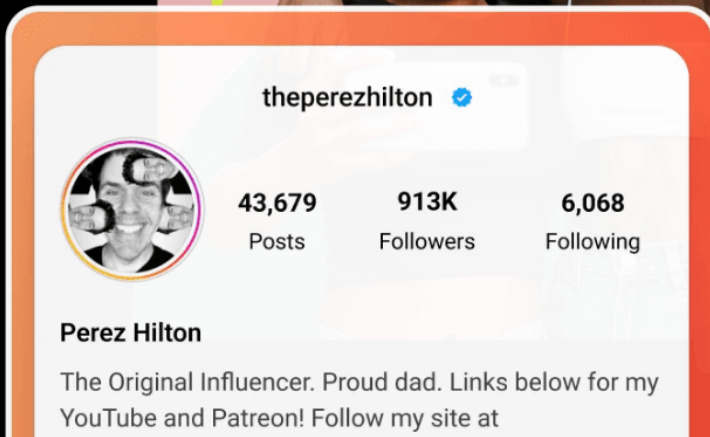 theperezhilton
43,679 913K 6,068
Posts Followers Following
Perez Hilton
The Original Influencer. Proud dad. Links below for my
YouTube and Patreon! Follow my site at